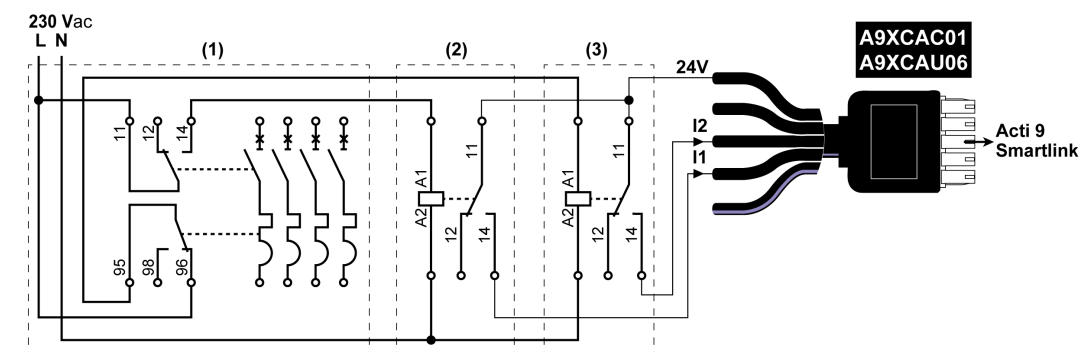 230 Vac
L N
(1)
(2)
(3)
24V
A9XCAC01
A9XCAU06
11
12
14
11
11
I2
I1
Acti 9
Smartlink
A1
A2
A1
A2
12
14
12
14
95
98
96